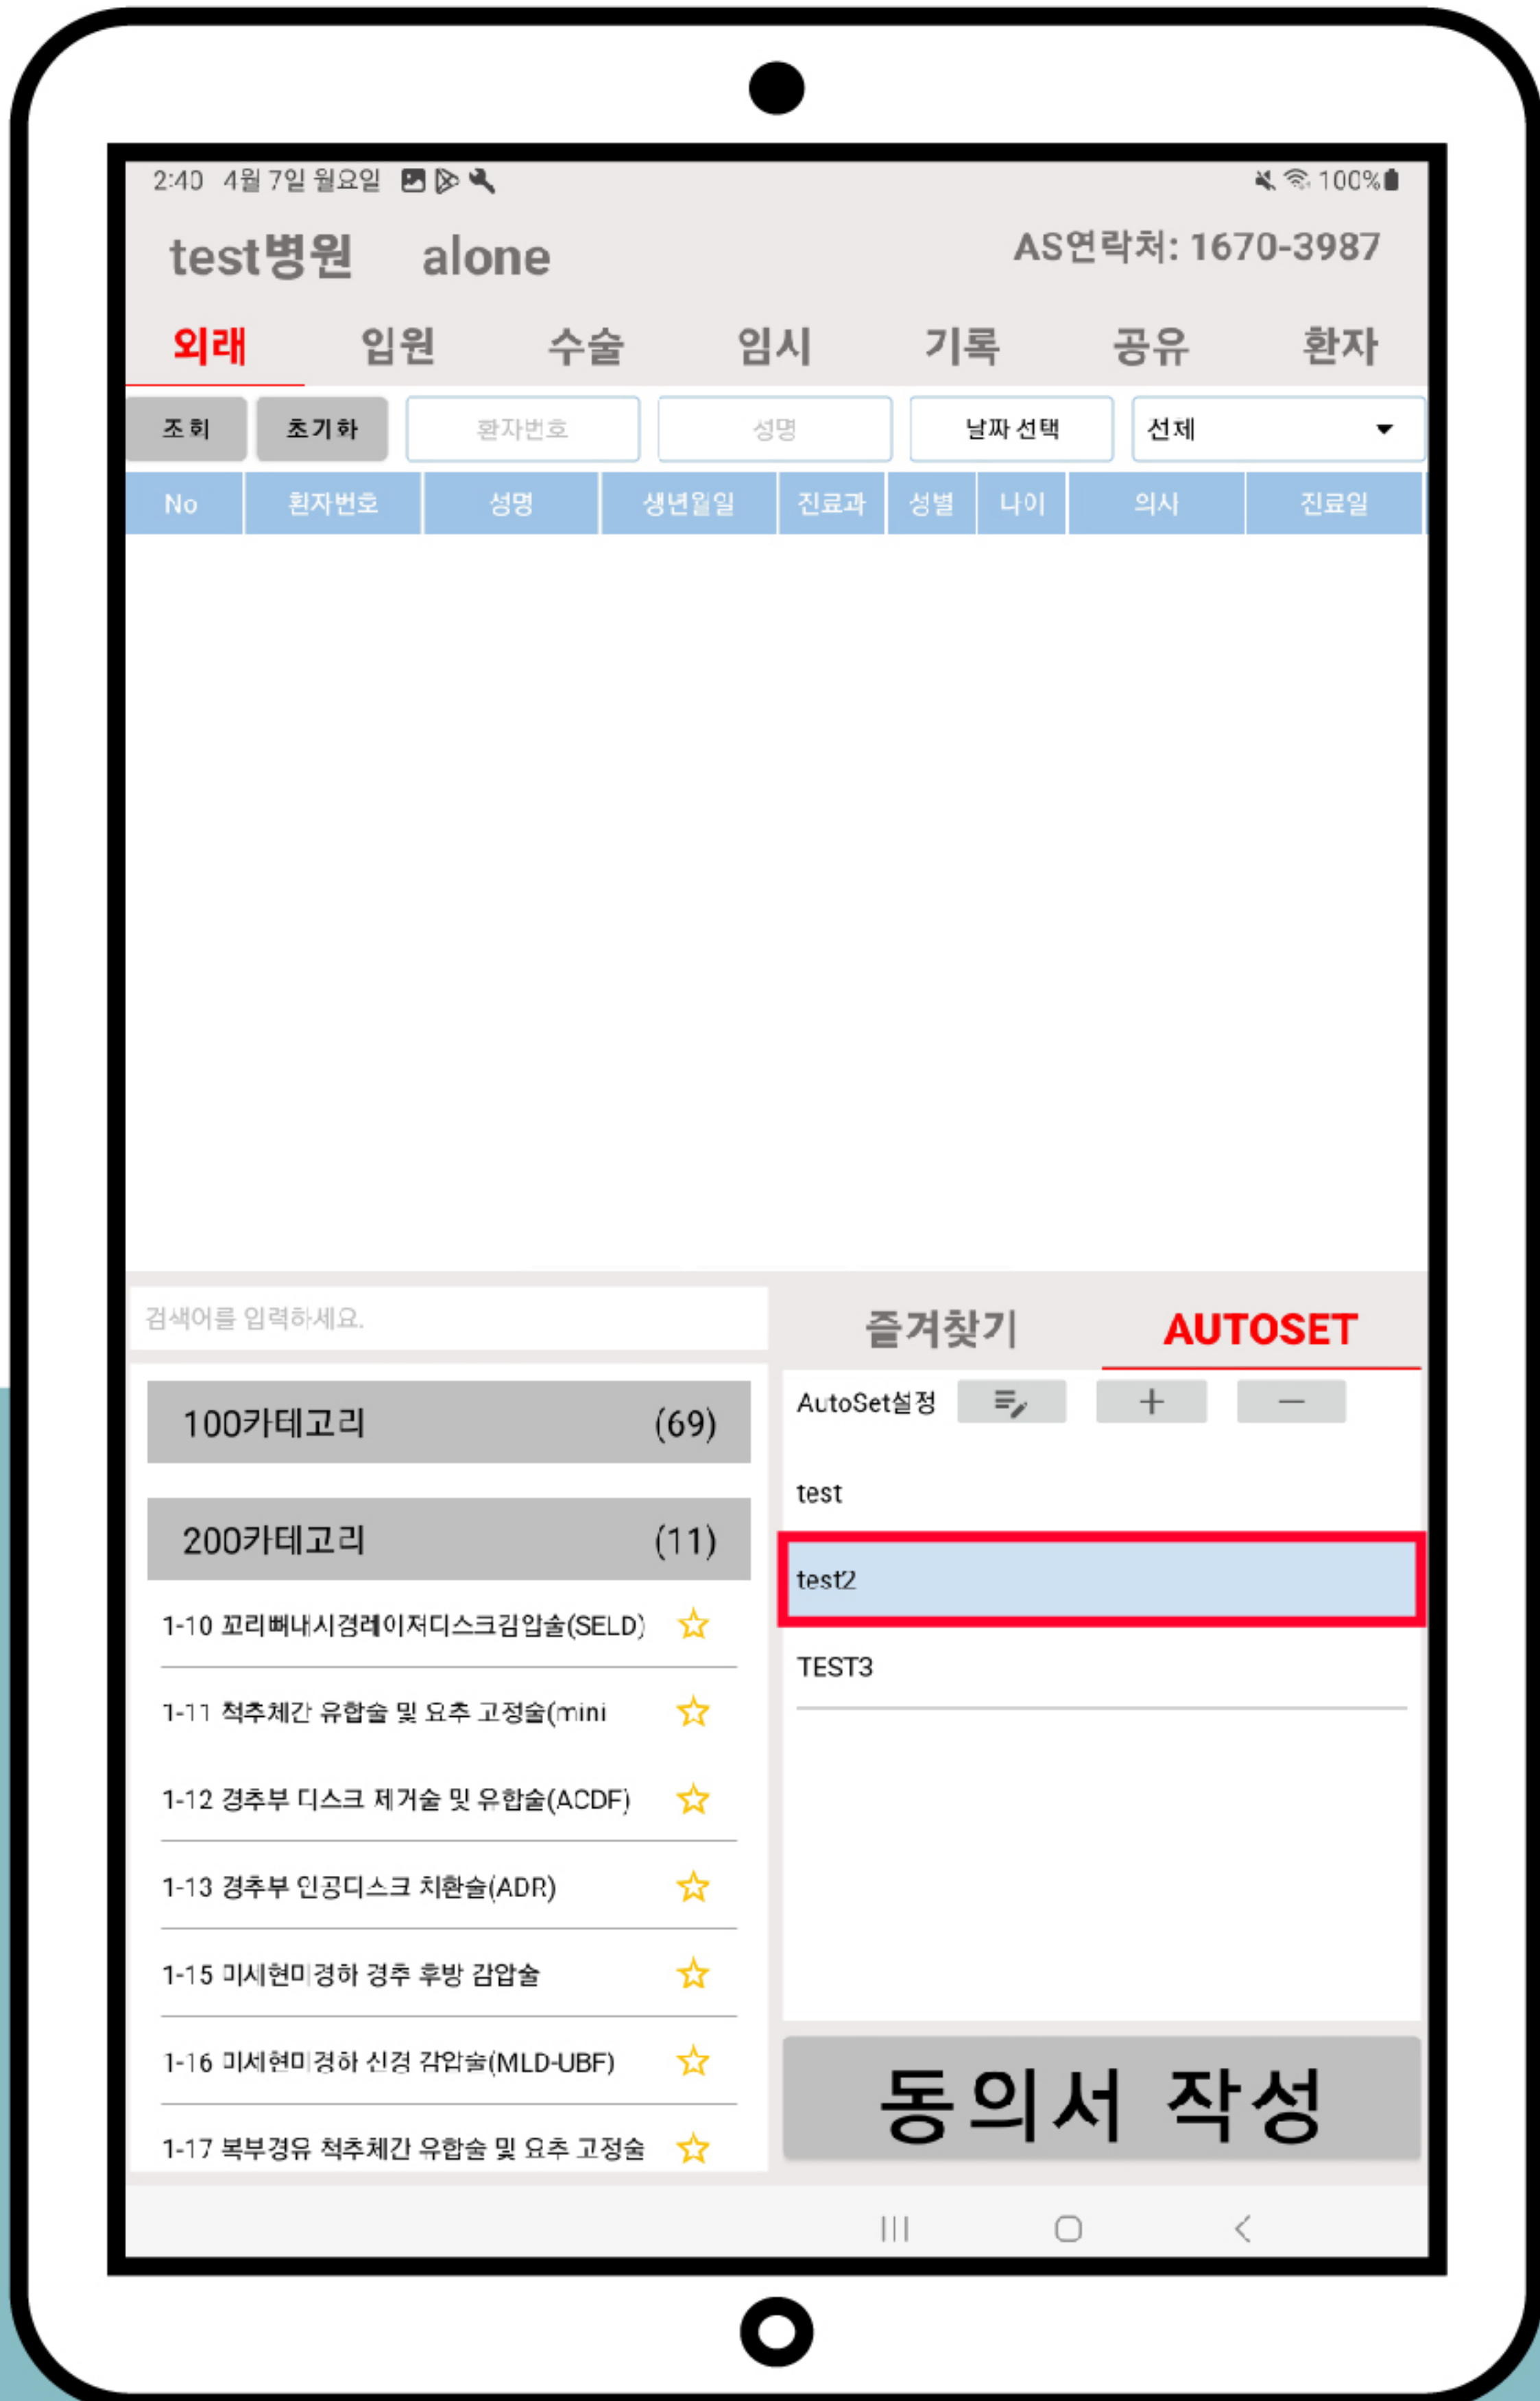 2:40 4월 7일 월요일 100%
test병원 alone AS연락처: 1670-3987
외래 입원 수술 임시 기록 공유 환자
조회 초기화 환자번호 성명 날짜 선택 전체
No 환자번호 성명 생년월일 진료과 성별 나이 의사 진료일
검색어를 입력하세요.
100카테고리 (69)
200카테고리 (11)
1-10 꼬리뼈내시경레이져디스크감압술(SELD)
1-11 척추체간 유합술 및 요추 고정술(mini
1-12 경추부 디스크 제거술 및 유합술(ACDF)
1-13 경추부 인공디스크 치환술(ADR)
1-15 미세현미경하 경추 후방 감압술
1-16 미세현미경하 신경 감압술(MLD-UBF)
1-17 복부경유 척추체간 유합술 및 요추 고정술
즐겨찾기 AUTOSET
AutoSet설정 + −
test
test2
TEST3
동의서 작성